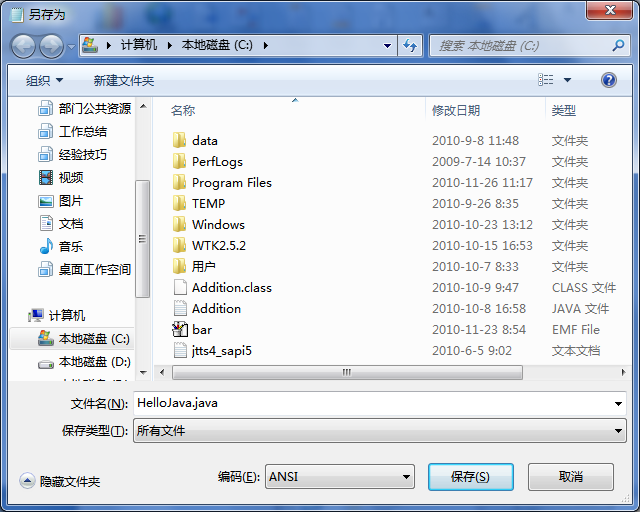 另存为
计算机 本地磁盘 (C:) 搜索 本地磁盘 (C:)
组织 新建文件夹
部门公共资源
工作总结
经验技巧
视频
图片
文档
音乐
桌面工作空间
计算机
本地磁盘 (C:)
本地磁盘 (D:)
名称 修改日期 类型
data 2010-9-8 11:48 文件夹
PerfLogs 2009-7-14 10:37 文件夹
Program Files 2010-11-26 11:17 文件夹
TEMP 2010-9-26 8:35 文件夹
Windows 2010-10-23 13:12 文件夹
WTK2.5.2 2010-10-15 16:53 文件夹
用户 2010-10-7 8:33 文件夹
Addition.class 2010-10-9 9:47 CLASS 文件
Addition 2010-10-8 16:58 JAVA 文件
bar 2010-11-23 8:54 EMF File
jtts4_sapi5 2010-6-5 9:02 文本文档
文件名(N): HelloJava.java
保存类型(T): 所有文件
隐藏文件夹 编码(E): ANSI 保存(S) 取消